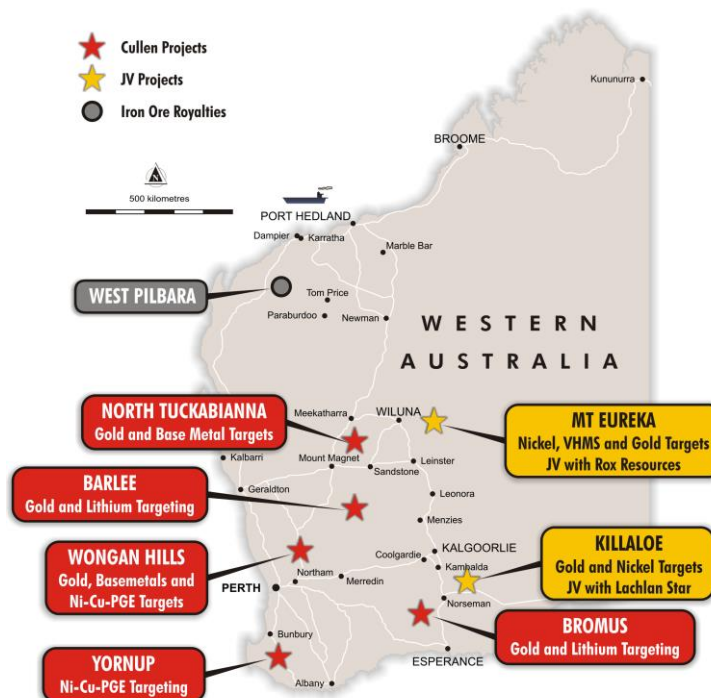 Cullen Projects
JV Projects
Iron Ore Royalties
N
500 kilometres
Kununurra
BROOME
PORT HEDLAND
Dampier
Karratha
Marble Bar
WEST PILBARA
Tom Price
Paraburdoo
Newman
WESTERN
AUSTRALIA
NORTH TUCKABIANNA
Gold and Base Metal Targets
Meekatharra
WILUNA
MT EUREKA
Nickel, VHMS and Gold Targets
JV with Rox Resources
Kalbarri
Mount Magnet
Sandstone
Leinster
BARLEE
Gold and Lithium Targeting
Geraldton
Leonora
Menzies
WONGAN HILLS
Gold, Basemetals and
Ni-Cu-PGE Targets
Coolgardie
KALGOORLIE
Kambalda
KILLALOE
Gold and Nickel Targets
JV with Lachlan Star
PERTH
Northam
Merredin
Norseman
BROMUS
Gold and Lithium Targeting
Bunbury
ESPERANCE
YORNUP
Ni-Cu-PGE Targeting
Albany